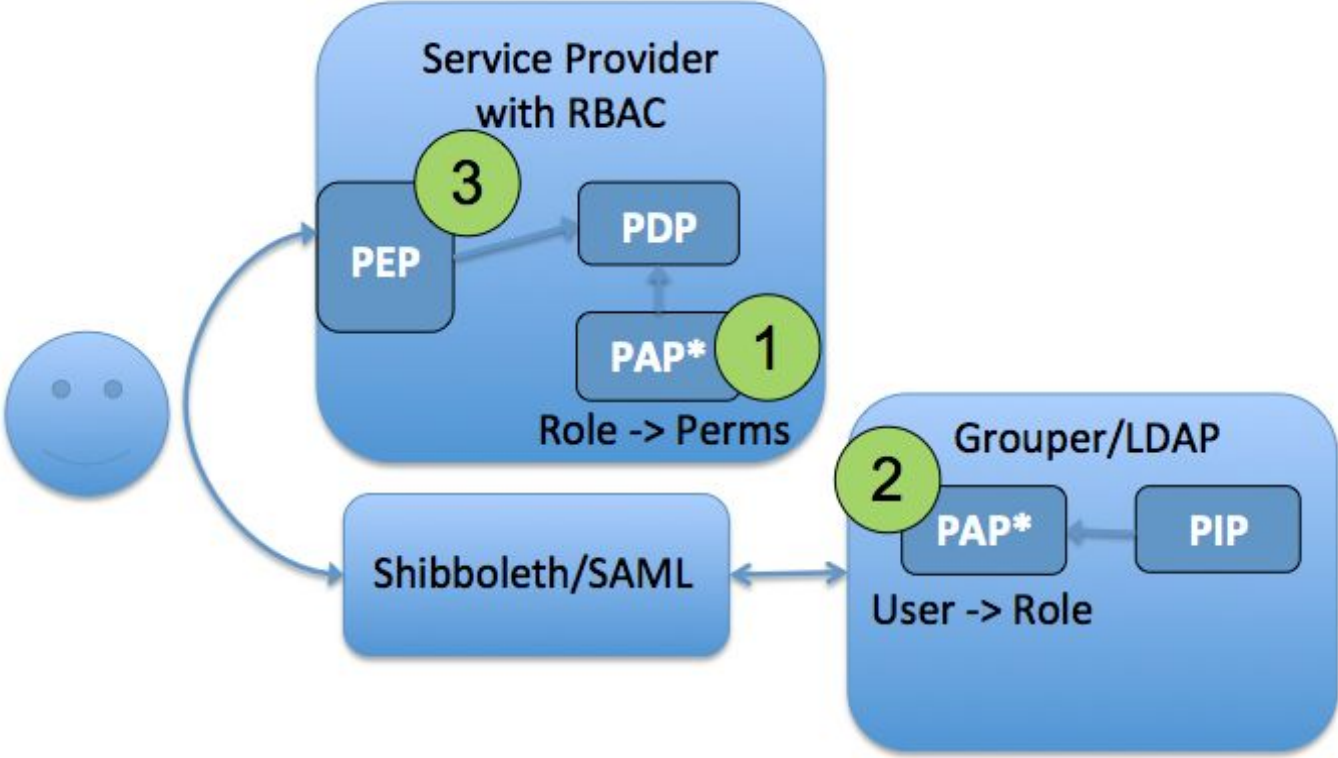 Service Provider
with RBAC
3
PEP
PDP
PAP*
1
Role -> Perms
Grouper/LDAP
2
PAP*
PIP
User -> Role
Shibboleth/SAML